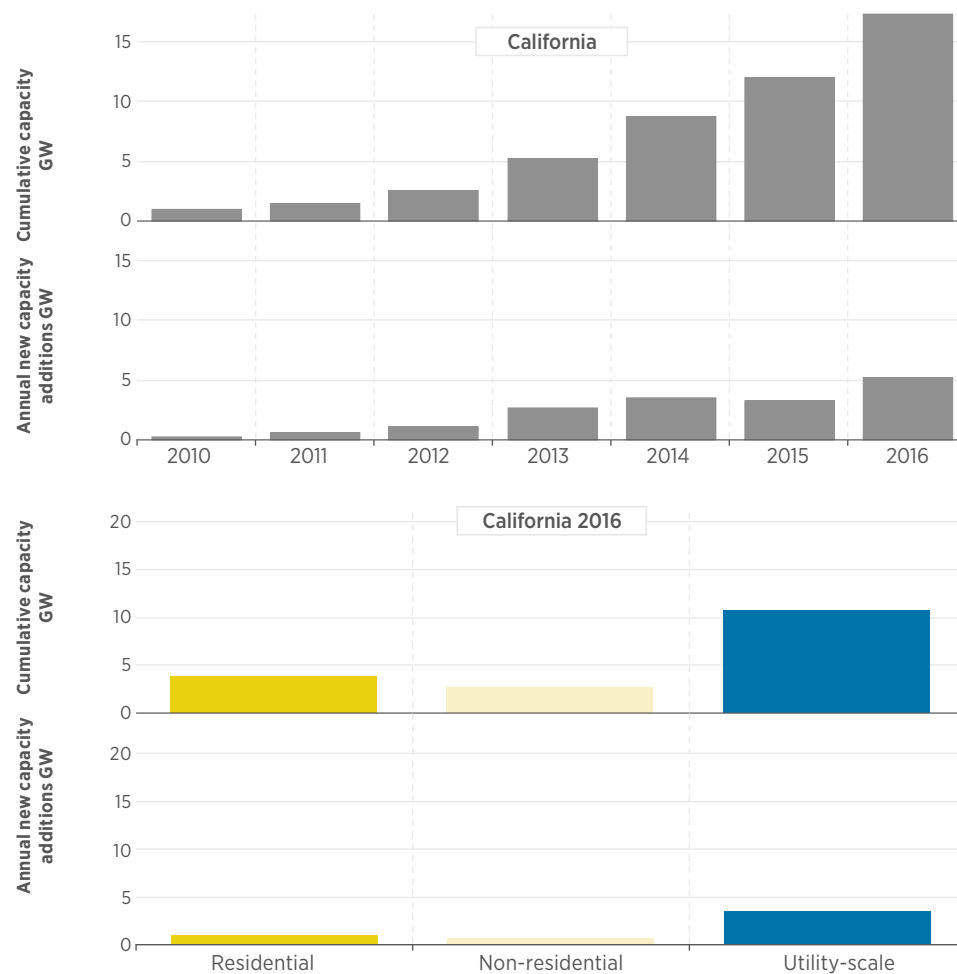 California
Cumulative capacity
GW
15
10
5
0
Annual new capacity
additions GW
15
10
5
0
2010 2011 2012 2013 2014 2015 2016
California 2016
Cumulative capacity
GW
20
15
10
5
0
Annual new capacity
additions GW
20
15
10
5
0
Residential Non-residential Utility-scale